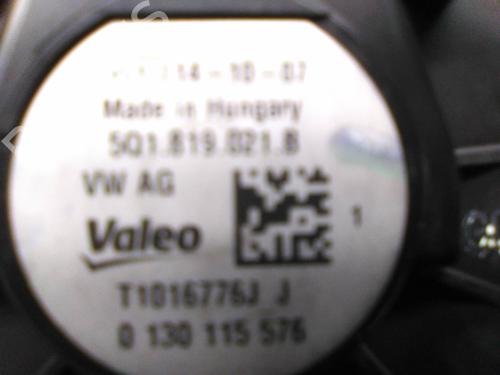 14-10-07
Made in Hungary
5Q1.819.021.B
VW AG
Valeo
1
T1016776J J
0 130 115 576